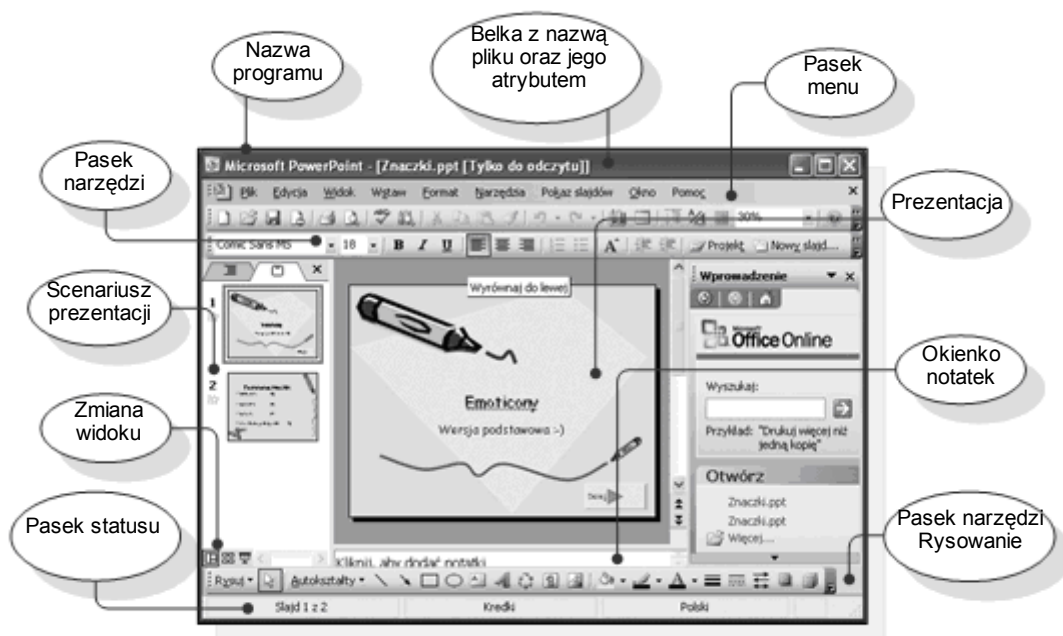 Nazwa
programu
Belka z nazwą
pliku oraz jego
atrybutem
Pasek
menu
Pasek
narzędzi
Prezentacja
Scenariusz
prezentacji
Okienko
notatek
Zmiana
widoku
Pasek statusu
Pasek narzędzi
Rysowanie
Microsoft PowerPoint - [Znaczki.ppt [Tylko do odczytu]]
Plik Edycja Widok Wstaw Format Narzędzia Pokaz slajdów Okno Pomoc
30%
Comic Sans MS 18 B I U Projekt Nowy slajd...
Wyrównaj do lewej
1
2
Emoticony
Wersja podstawowa :-)
Dalej
Wprowadzenie
Microsoft
Office Online
Wyszukaj:
Przykład: "Drukuj więcej niż
jedną kopię"
Otwórz
Znaczki.ppt
Znaczki.ppt
Więcej...
Kliknij, aby dodać notatki
Rysuj Autokształty
Slajd 1 z 2 Kredki Polski